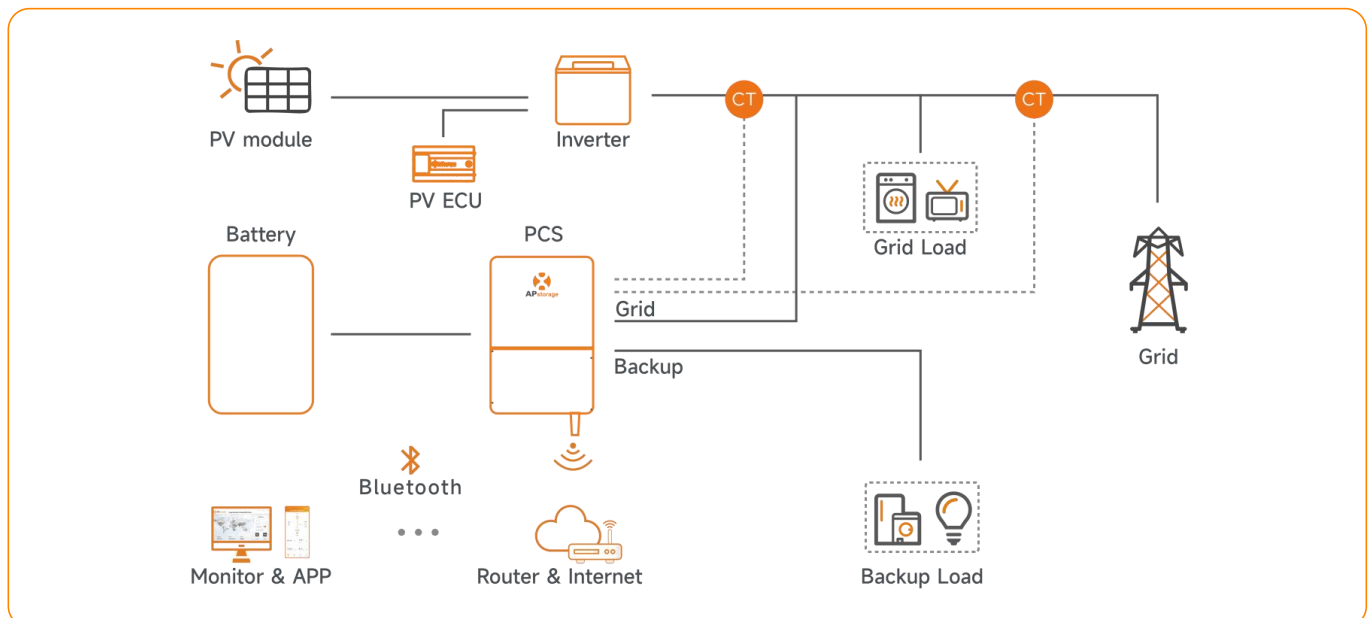 CT
CT
PV module
Inverter
PV ECU
Battery
PCS
Grid Load
APstorage
Grid
Grid
Backup
Bluetooth
Monitor & APP
Router & Internet
Backup Load